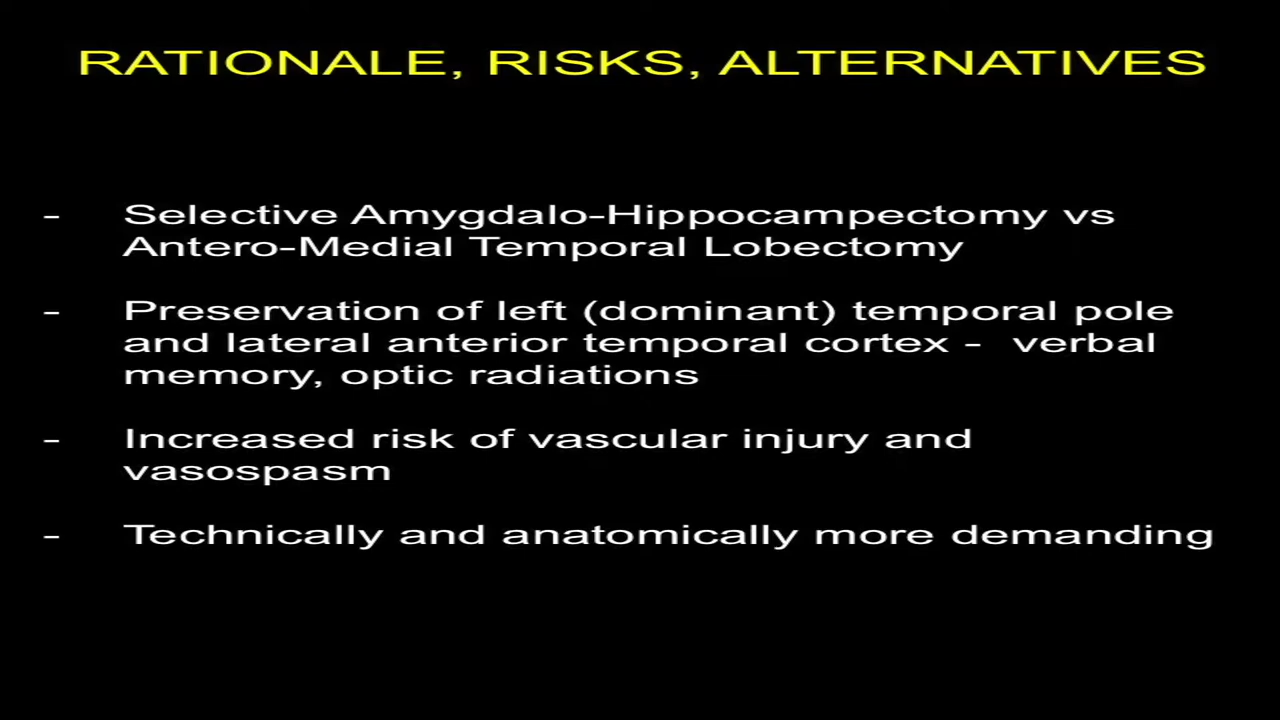 RATIONALE, RISKS, ALTERNATIVES
- Selective Amygdalo-Hippocampectomy vs
Antero-Medial Temporal Lobectomy
- Preservation of left (dominant) temporal pole
and lateral anterior temporal cortex - verbal
memory, optic radiations
- Increased risk of vascular injury and
vasospasm
- Technically and anatomically more demanding